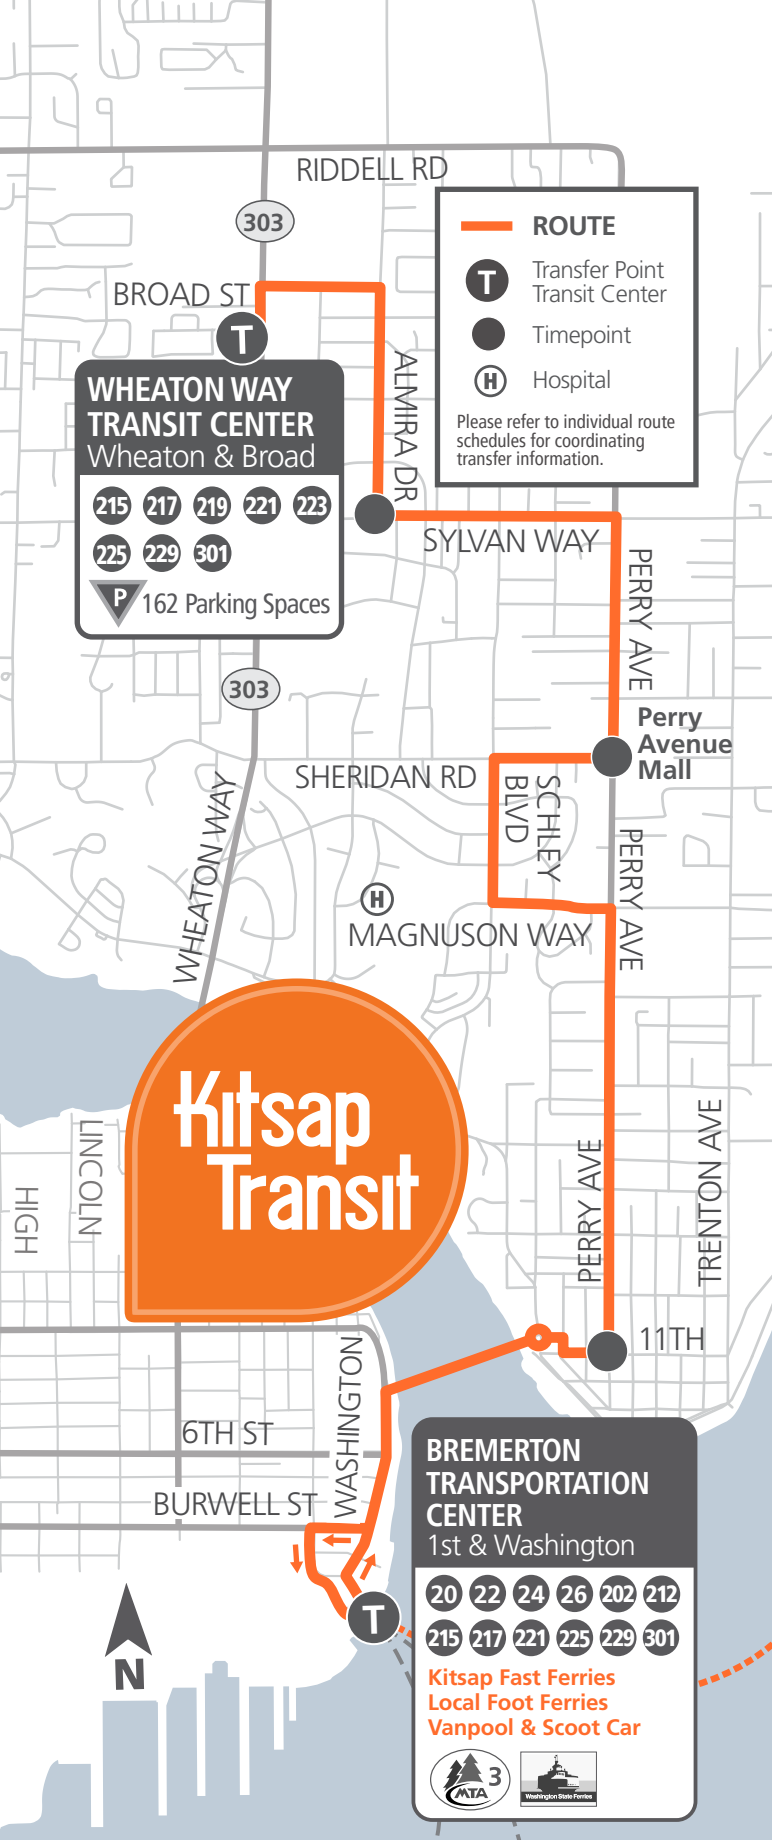 RIDDELL RD
303
ROUTE
T
Transfer Point
Transit Center
Timepoint
H
Hospital
Please refer to individual route
schedules for coordinating
transfer information.
BROAD ST
T
ALMIRA DR
WHEATON WAY
TRANSIT CENTER
Wheaton & Broad
215 217 219 221 223
225 229 301
P 162 Parking Spaces
SYLVAN WAY
PERRY AVE
303
Perry
Avenue
Mall
SHERIDAN RD
SCHLEY
BLVD
WHEATON WAY
PERRY AVE
H
MAGNUSON WAY
Kitsap
Transit
LINCOLN
HIGH
PERRY AVE
TRENTON AVE
11TH
WASHINGTON
6TH ST
BURWELL ST
T
N
BREMERTON
TRANSPORTATION
CENTER
1st & Washington
20 22 24 26 202 212
215 217 221 225 229 301
Kitsap Fast Ferries
Local Foot Ferries
Vanpool & Scoot Car
MTA 3
Washington State Ferries